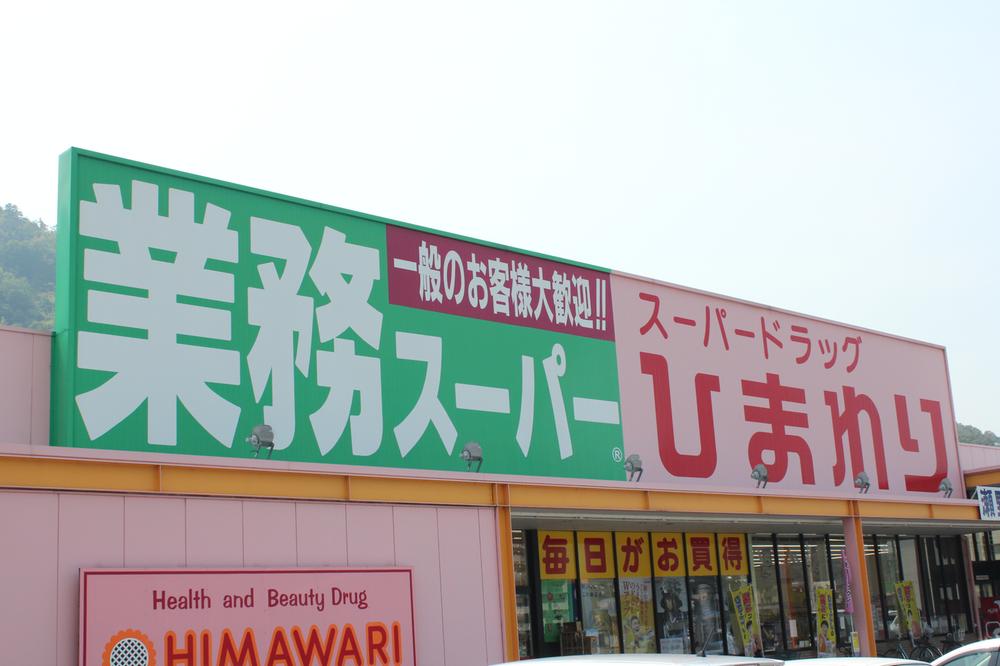 一般のお客様大歓迎!!
業務スーパー
®
スーパードラッグ
ひまわり
毎日がお買得
Health and Beauty Drug
HIMAWARI